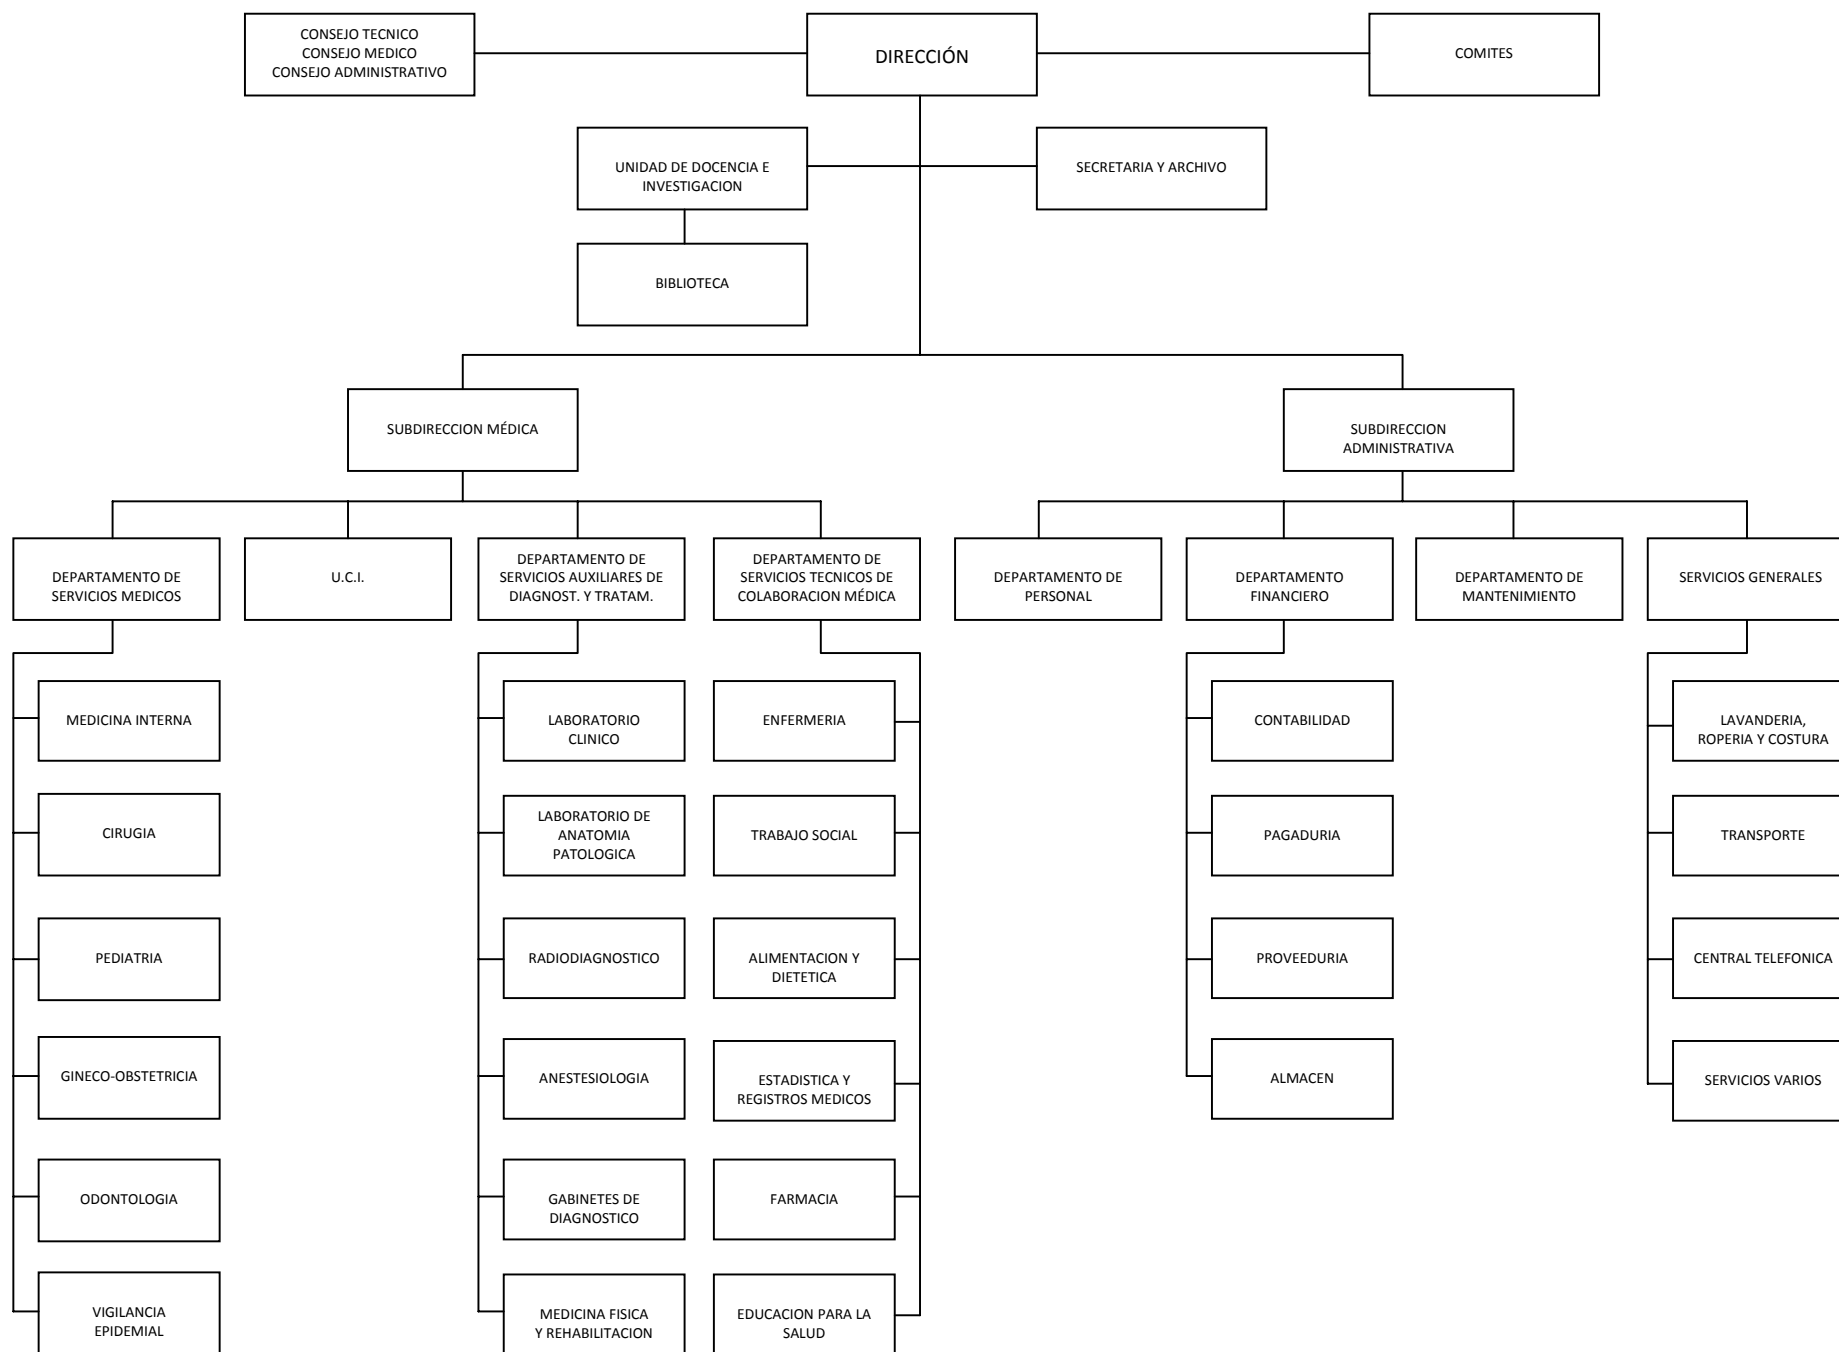 CONSEJO TECNICO
CONSEJO MEDICO
CONSEJO ADMINISTRATIVO
DIRECCIÓN
COMITES
UNIDAD DE DOCENCIA E
INVESTIGACION
SECRETARIA Y ARCHIVO
BIBLIOTECA
SUBDIRECCION MÉDICA
SUBDIRECCION
ADMINISTRATIVA
DEPARTAMENTO DE
SERVICIOS MEDICOS
U.C.I.
DEPARTAMENTO DE
SERVICIOS AUXILIARES DE
DIAGNOST. Y TRATAM.
DEPARTAMENTO DE
SERVICIOS TECNICOS DE
COLABORACION MÉDICA
DEPARTAMENTO DE
PERSONAL
DEPARTAMENTO
FINANCIERO
DEPARTAMENTO DE
MANTENIMIENTO
SERVICIOS GENERALES
MEDICINA INTERNA
CIRUGIA
PEDIATRIA
GINECO-OBSTETRICIA
ODONTOLOGIA
VIGILANCIA
EPIDEMIAL
LABORATORIO
CLINICO
LABORATORIO DE
ANATOMIA
PATOLOGICA
RADIODIAGNOSTICO
ANESTESIOLOGIA
GABINETES DE
DIAGNOSTICO
MEDICINA FISICA
Y REHABILITACION
ENFERMERIA
TRABAJO SOCIAL
ALIMENTACION Y
DIETETICA
ESTADISTICA Y
REGISTROS MEDICOS
FARMACIA
EDUCACION PARA LA
SALUD
CONTABILIDAD
PAGADURIA
PROVEEDURIA
ALMACEN
LAVANDERIA,
ROPERIA Y COSTURA
TRANSPORTE
CENTRAL TELEFONICA
SERVICIOS VARIOS